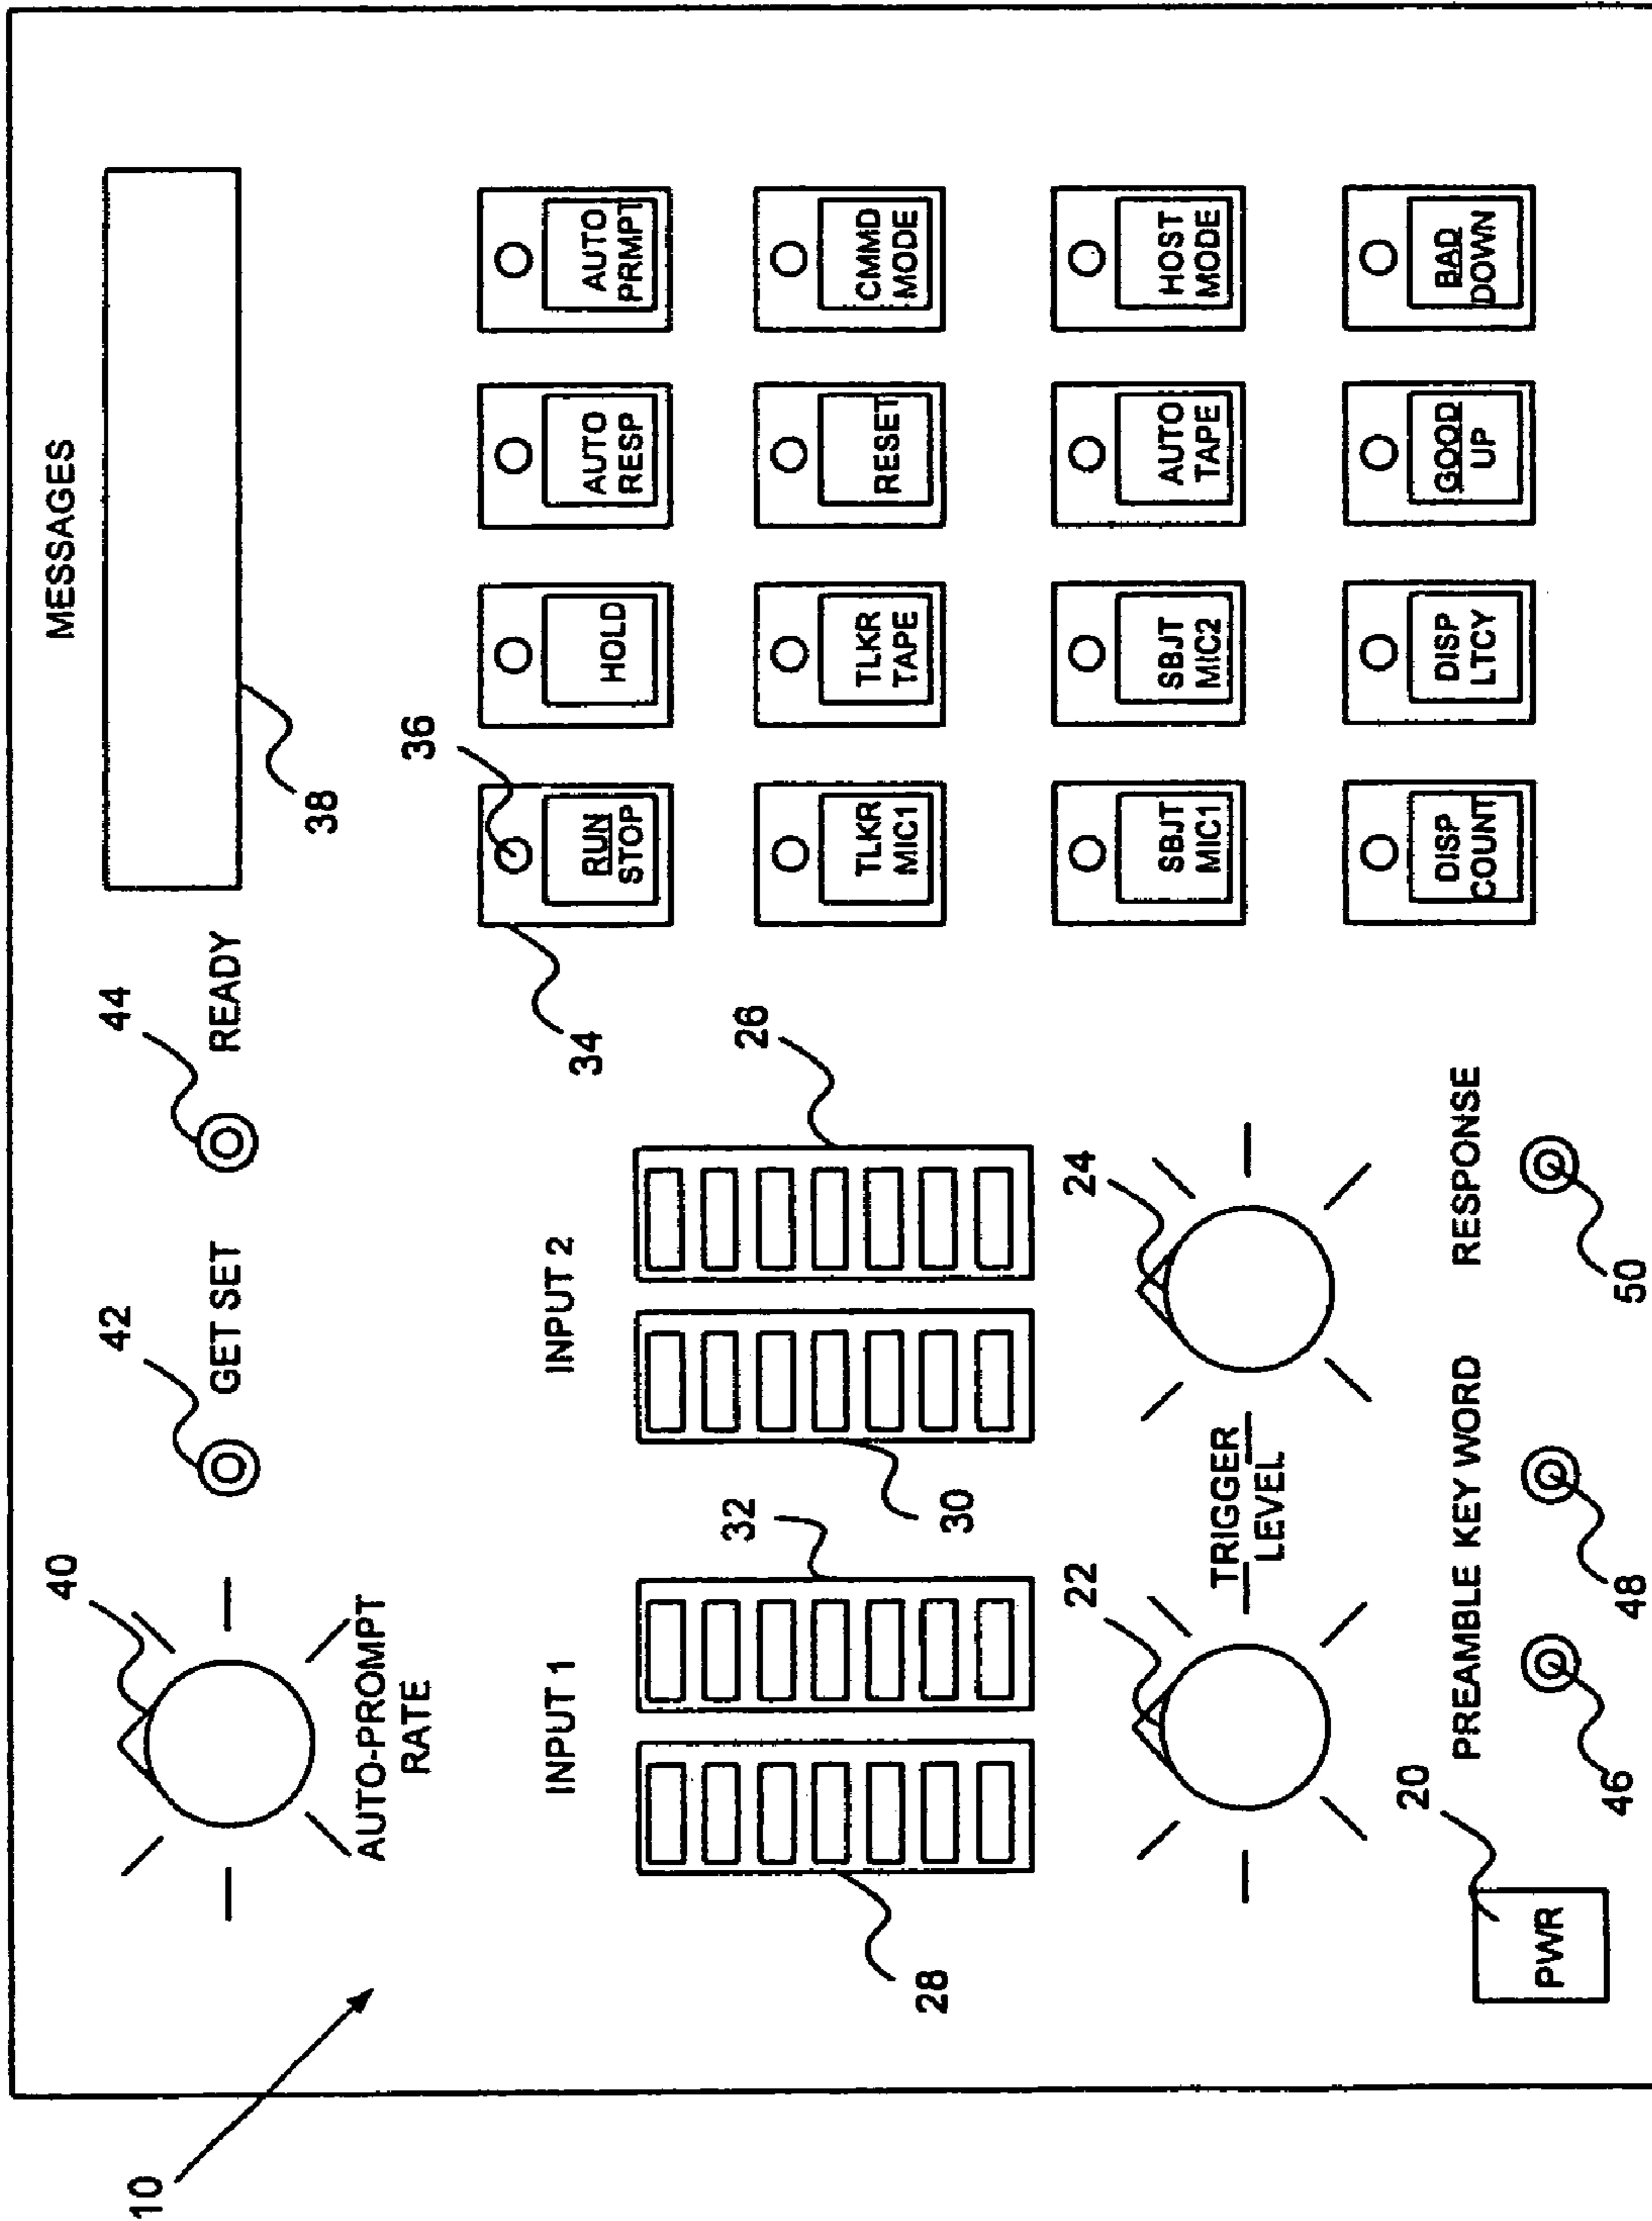 10
40
42
44
MESSAGES
GET SET
READY
AUTO-PROMPT
RATE
38
36
34
RUN
STOP
HOLD
AUTO
RESP
AUTO
PRMPT
INPUT 1
INPUT 2
32
26
28
30
TLKR
MIC1
TLKR
TAPE
RESET
CMMD
MODE
22
24
TRIGGER
LEVEL
SBJT
MIC1
SBJT
MIC2
AUTO
TAPE
HOST
MODE
20
PREAMBLE KEY WORD
RESPONSE
DISP
COUNT
DISP
LTCY
GOOD
UP
BAD
DOWN
PWR
46
48
50